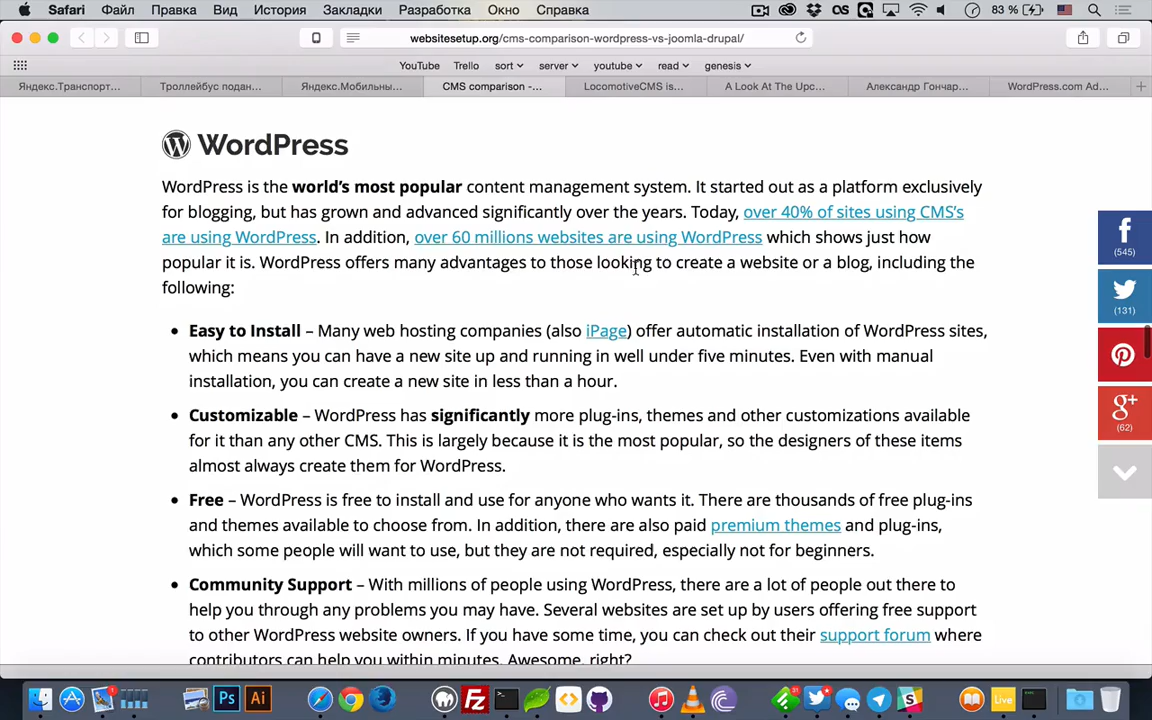 Safari Файл Правка Вид История Закладки Разработка Окно Справка 83 %
websitesetup.org/cms-comparison-wordpress-vs-joomla-drupal/
YouTube Trello sort server youtube read genesis
Яндекс.Транспорт... Троллейбус подан... Яндекс.Мобильны... CMS comparison -... LocomotiveCMS is... A Look At The Upc... Александр Гончар... WordPress.com Ad...
WordPress
WordPress is the world's most popular content management system. It started out as a platform exclusively
for blogging, but has grown and advanced significantly over the years. Today, over 40% of sites using CMS's
are using WordPress. In addition, over 60 millions websites are using WordPress which shows just how
popular it is. WordPress offers many advantages to those looking to create a website or a blog, including the
following:
• Easy to Install – Many web hosting companies (also iPage) offer automatic installation of WordPress sites,
which means you can have a new site up and running in well under five minutes. Even with manual
installation, you can create a new site in less than a hour.
• Customizable – WordPress has significantly more plug-ins, themes and other customizations available
for it than any other CMS. This is largely because it is the most popular, so the designers of these items
almost always create them for WordPress.
• Free – WordPress is free to install and use for anyone who wants it. There are thousands of free plug-ins
and themes available to choose from. In addition, there are also paid premium themes and plug-ins,
which some people will want to use, but they are not required, especially not for beginners.
• Community Support – With millions of people using WordPress, there are a lot of people out there to
help you through any problems you may have. Several websites are set up by users offering free support
to other WordPress website owners. If you have some time, you can check out their support forum where
contributors can help you within minutes. Awesome, right?
(545)
(131)
(62)
Ps Ai Fz Live